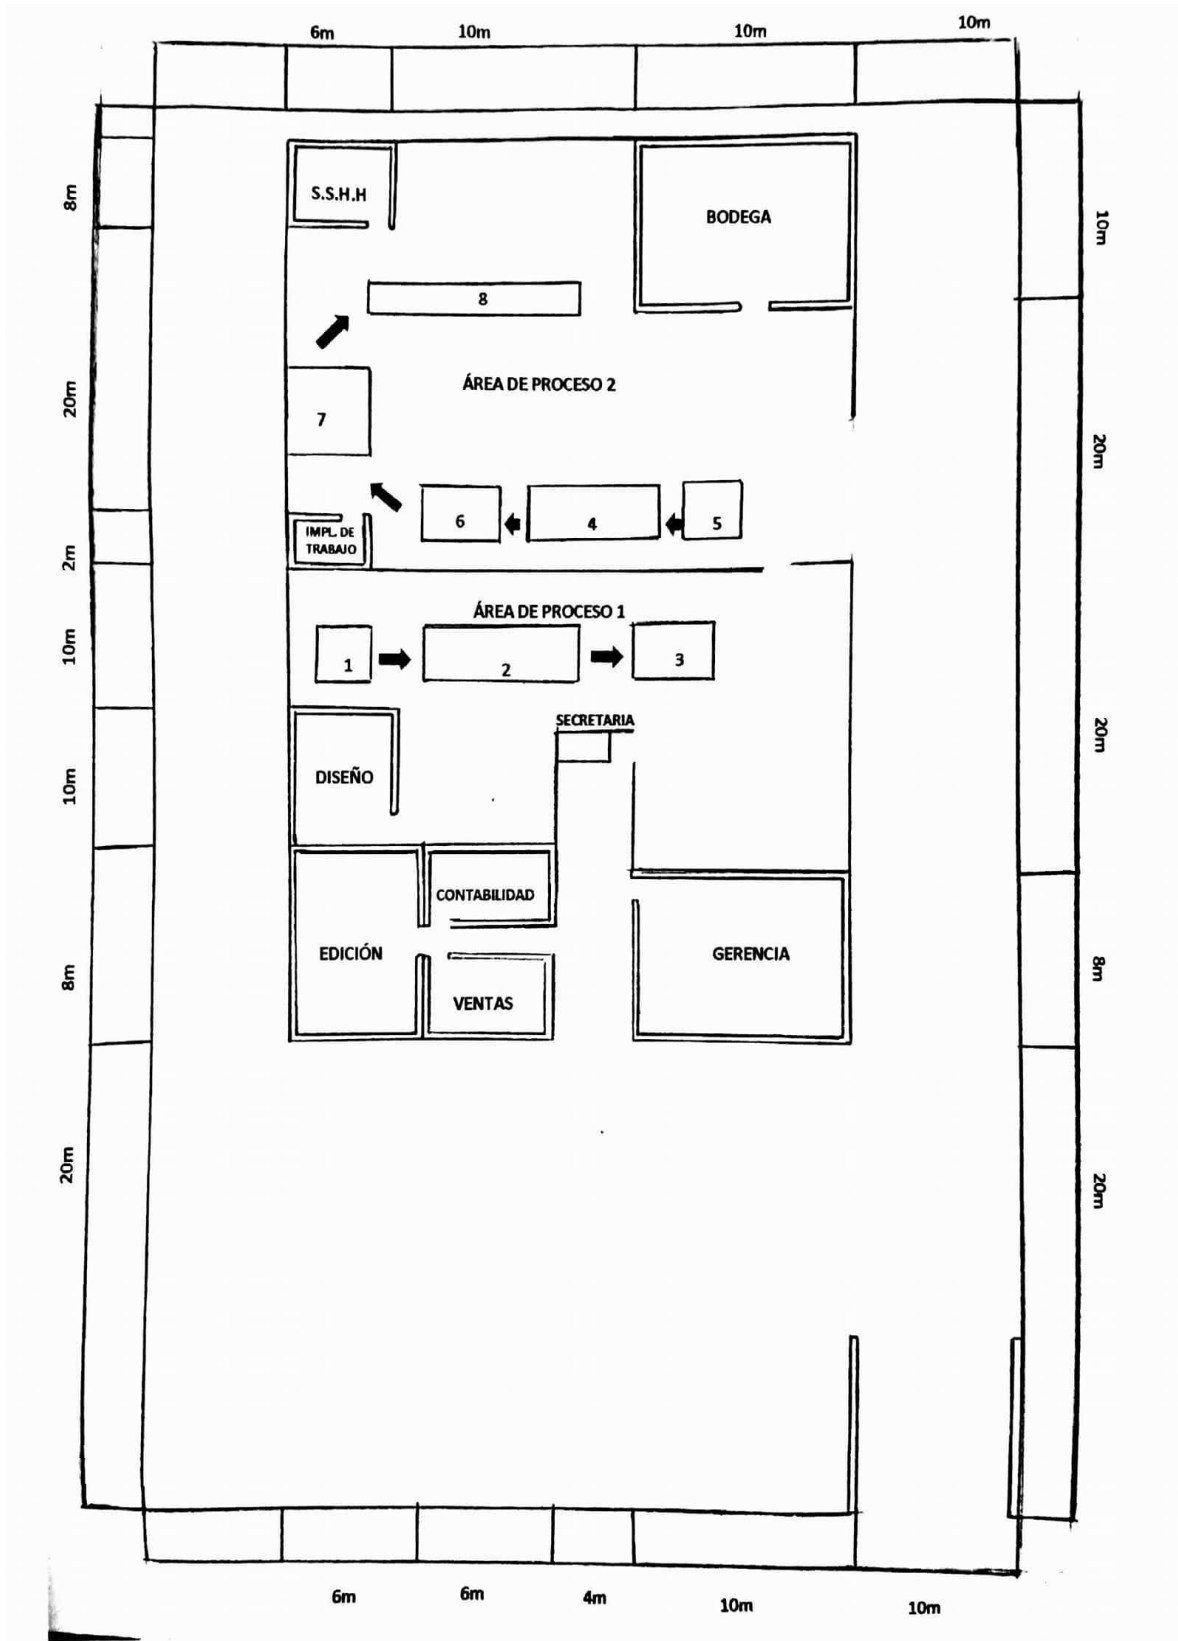 6m
10m
10m
10m
8m
S.S.H.H
BODEGA
10m
8
20m
ÁREA DE PROCESO 2
7
20m
6
4
5
IMPL. DE
TRABAJO
2m
ÁREA DE PROCESO 1
10m
1
2
3
SECRETARIA
20m
DISEÑO
10m
CONTABILIDAD
EDICIÓN
GERENCIA
8m
8m
VENTAS
20m
20m
6m
6m
4m
10m
10m